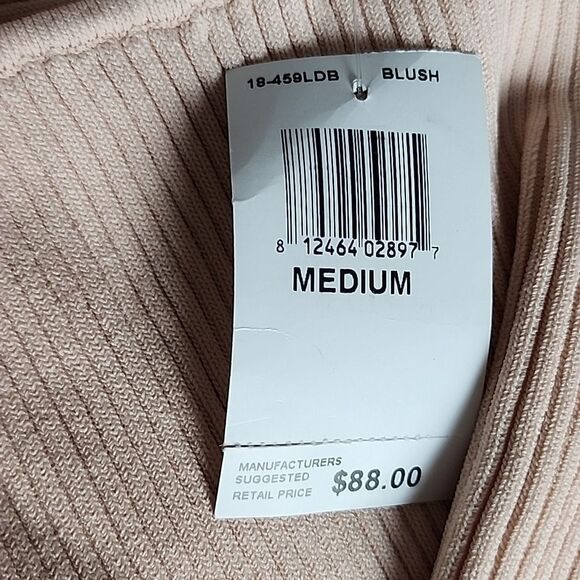 18-459LDB BLUSH
8 12464 02897 7
MEDIUM
MANUFACTURERS
SUGGESTED
RETAIL PRICE $88.00